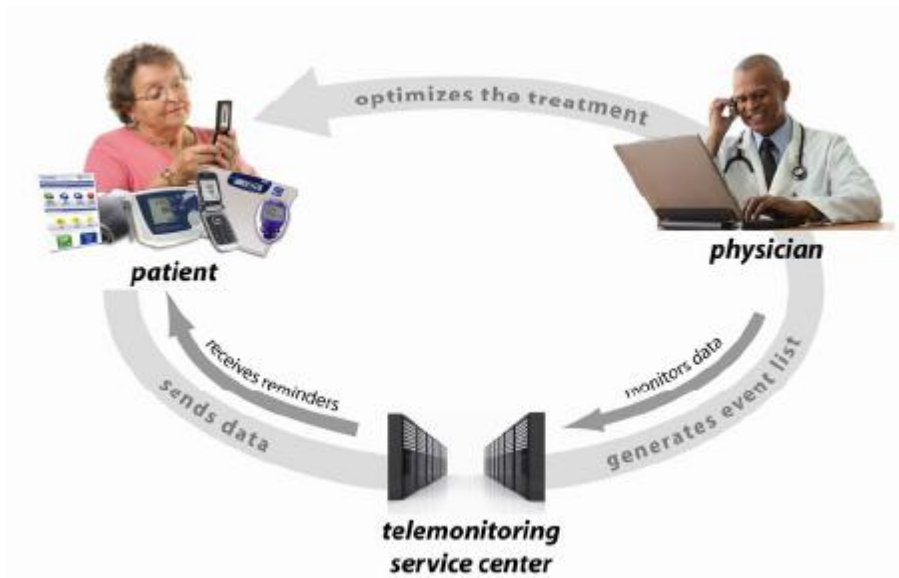 optimizes the treatment
patient
physician
receives reminders
monitors data
sends data
generates event list
telemonitoring
service center